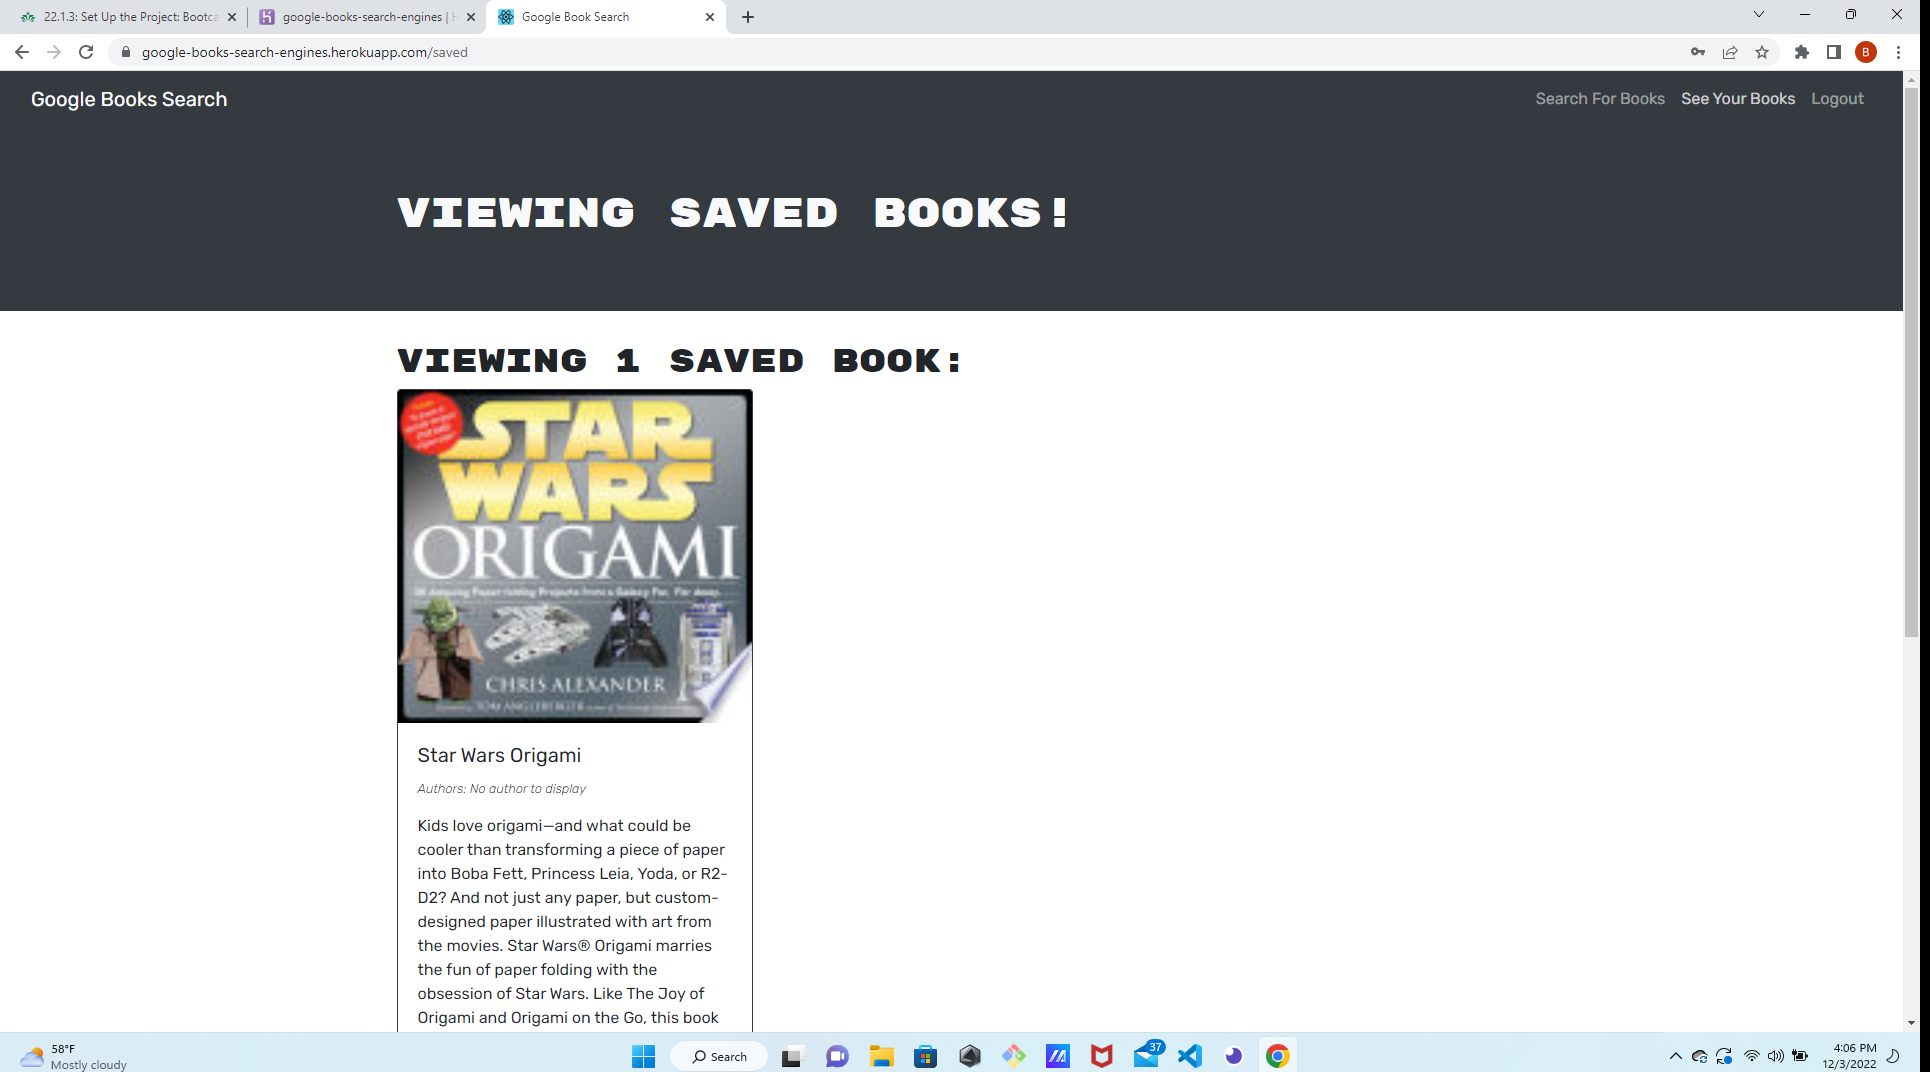 22.1.3: Set Up the Project: Bootca
google-books-search-engines | H
Google Book Search
google-books-search-engines.herokuapp.com/saved
B
Google Books Search
Search For Books
See Your Books
Logout
VIEWING SAVED BOOKS!
VIEWING 1 SAVED BOOK:
STAR
WARS
ORIGAMI
CHRIS ALEXANDER
Star Wars Origami
Authors: No author to display
Kids love origami—and what could be
cooler than transforming a piece of paper
into Boba Fett, Princess Leia, Yoda, or R2-
D2? And not just any paper, but custom-
designed paper illustrated with art from
the movies. Star Wars® Origami marries
the fun of paper folding with the
obsession of Star Wars. Like The Joy of
Origami and Origami on the Go, this book
58°F
Mostly cloudy
Search
37
4:06 PM
12/3/2022